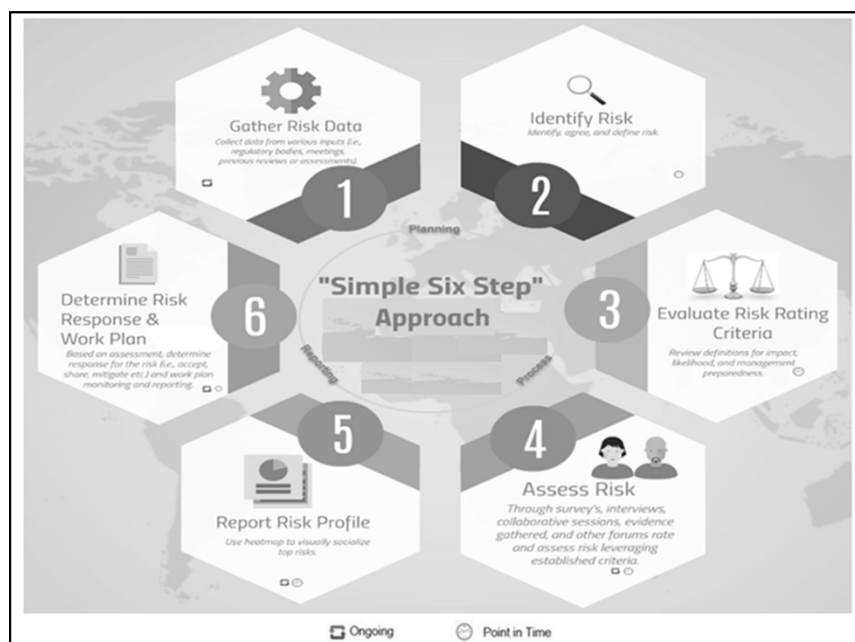 Gather Risk Data
Collect data from various inputs (i.e.,
regulatory bodies, meetings,
previous reviews or assessments).
1
Identify Risk
Identify, agree, and define risk.
2
Planning
"Simple Six Step"
Approach
Reporting
Process
3
Evaluate Risk Rating
Criteria
Review definitions for impact,
likelihood, and management
preparedness.
4
Assess Risk
Through survey's, interviews,
collaborative sessions, evidence
gathered, and other forums rate
and assess risk leveraging
established criteria.
5
Report Risk Profile
Use heatmap to visually socialize
top risks.
6
Determine Risk
Response &
Work Plan
Based on assessment, determine
response for the risk (i.e., accept,
share, mitigate etc.) and work plan
monitoring and reporting.
Ongoing
Point in Time